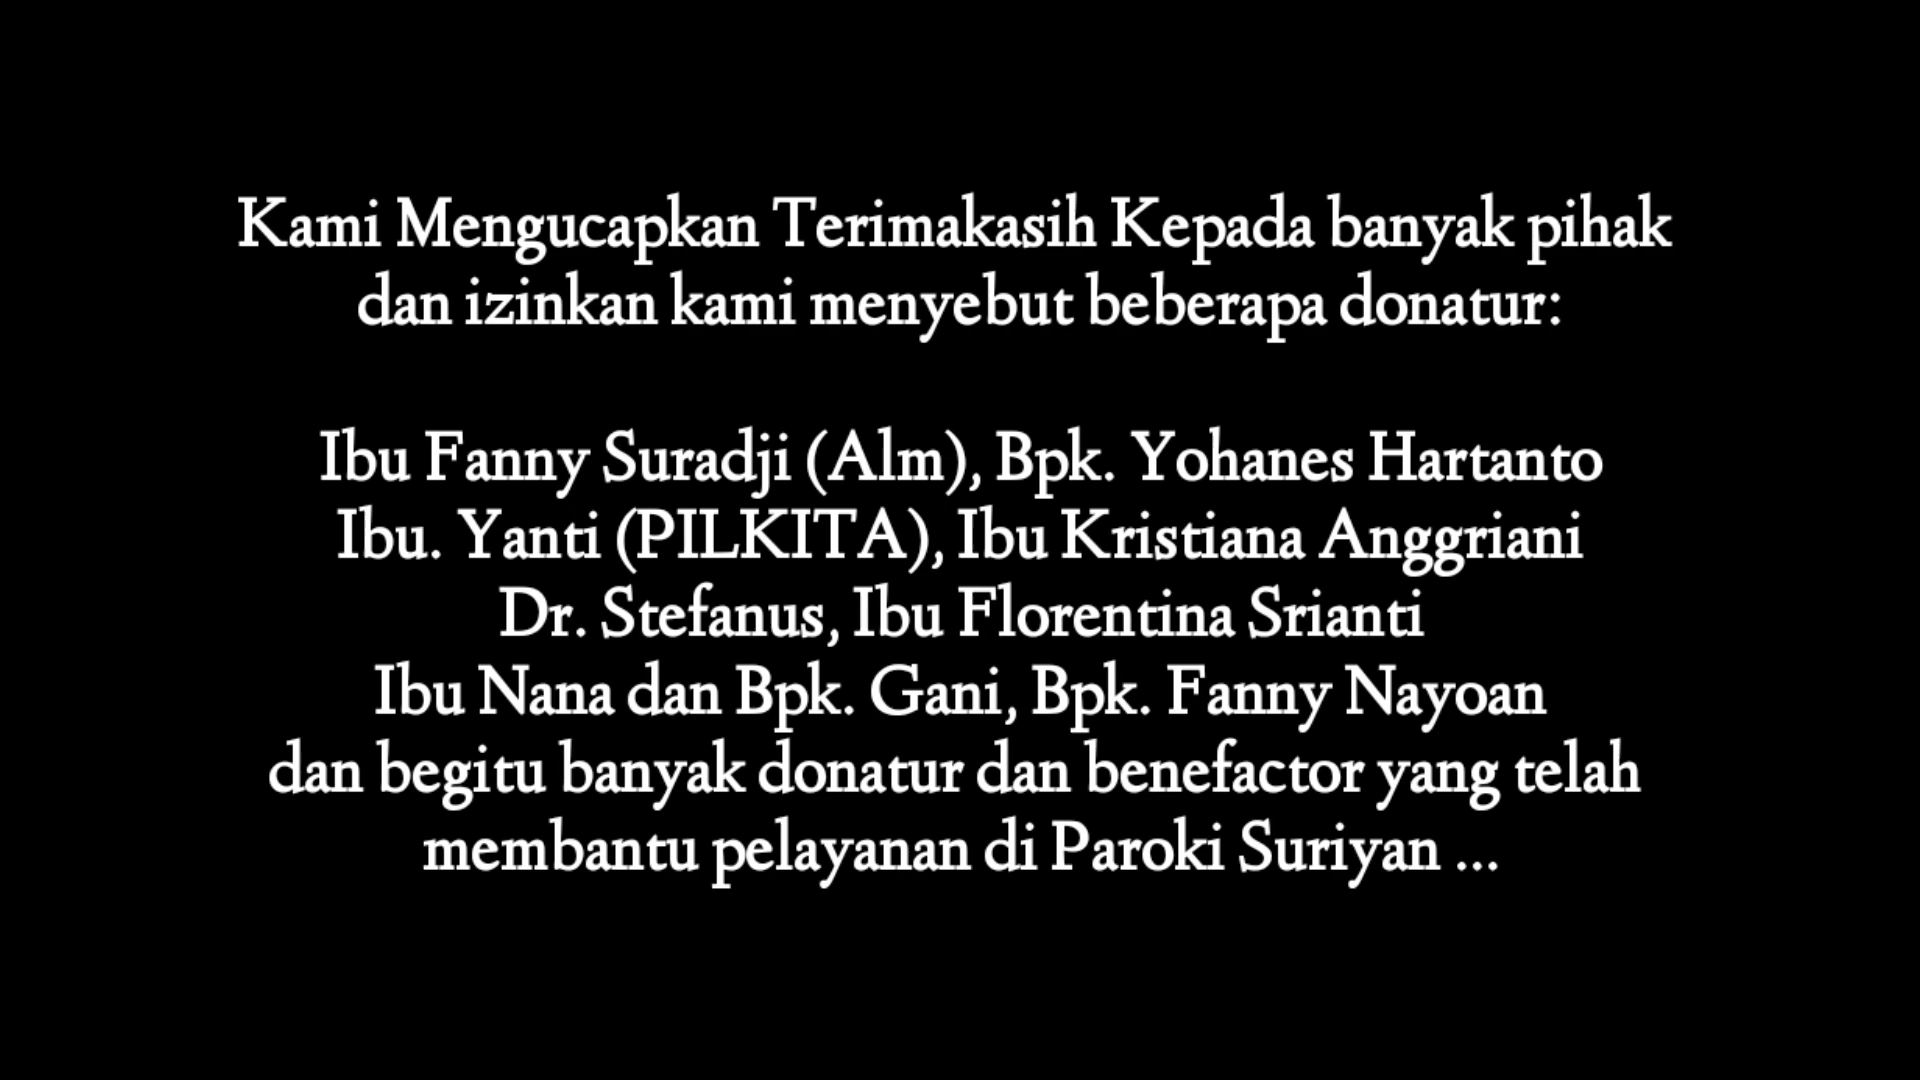 Kami Mengucapkan Terimakasih Kepada banyak pihak
dan izinkan kami menyebut beberapa donatur:
Ibu Fanny Suradji (Alm), Bpk. Yohanes Hartanto
Ibu. Yanti (PILKITA), Ibu Kristiana Anggriani
Dr. Stefanus, Ibu Florentina Srianti
Ibu Nana dan Bpk. Gani, Bpk. Fanny Nayoan
dan begitu banyak donatur dan benefactor yang telah
membantu pelayanan di Paroki Suriyan ...